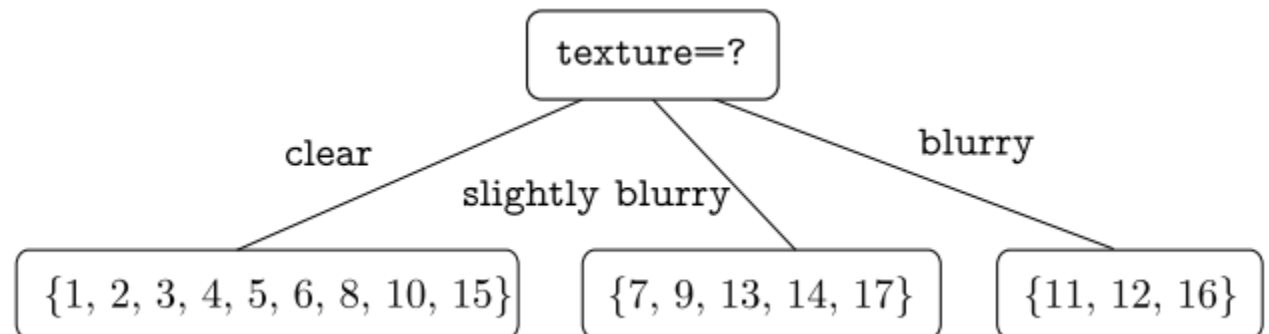 texture=?
clear
blurry
slightly blurry
{1, 2, 3, 4, 5, 6, 8, 10, 15}
{7, 9, 13, 14, 17}
{11, 12, 16}